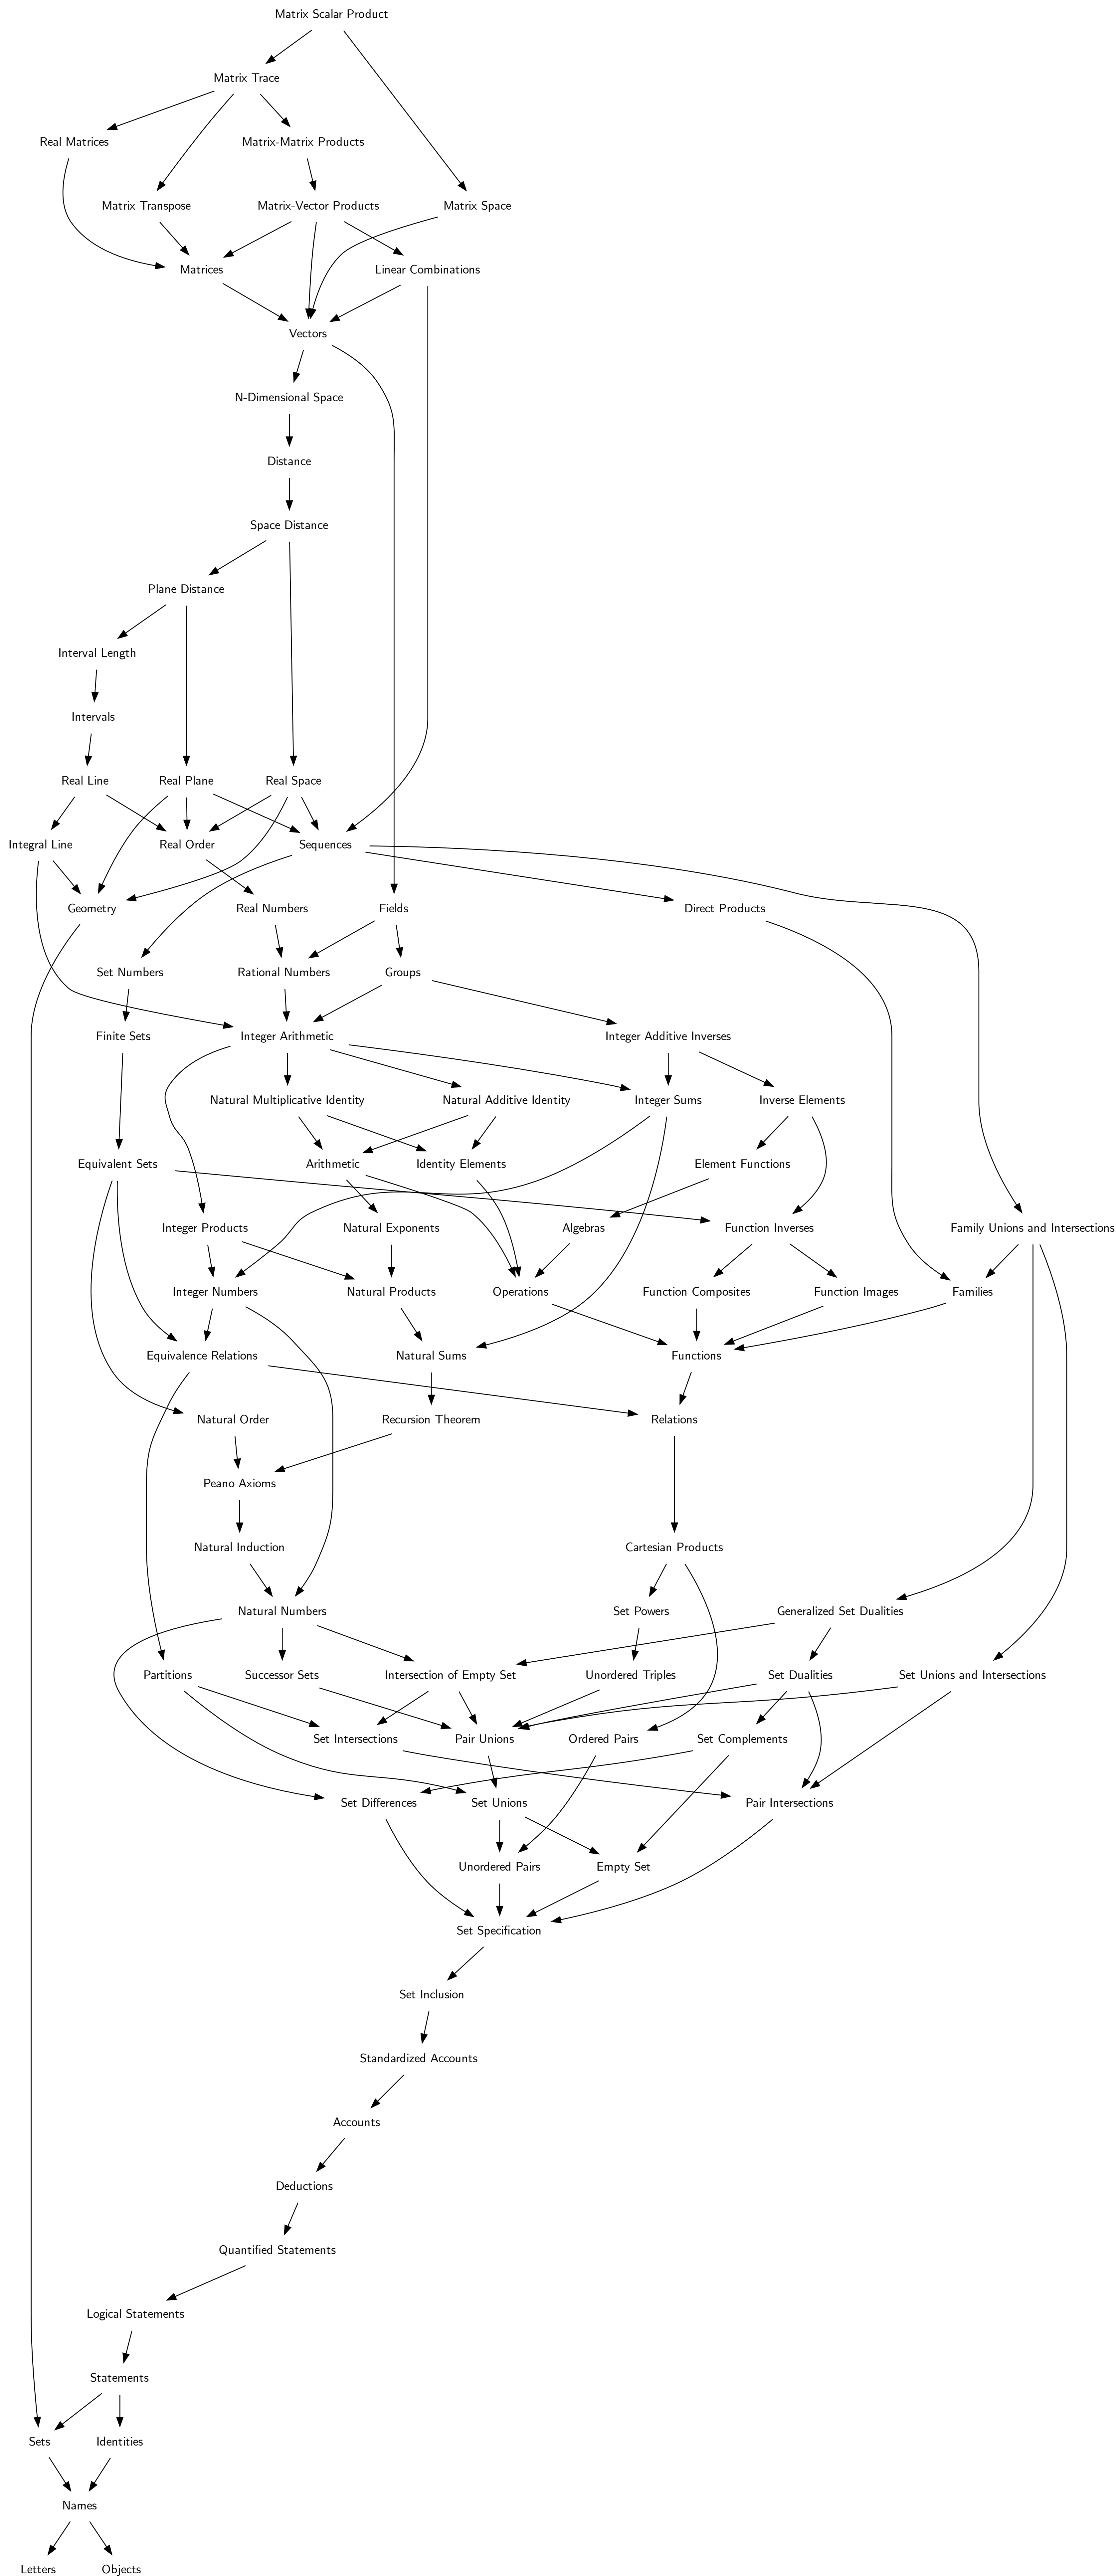 Matrix Scalar Product
Matrix Trace
Real Matrices
Matrix-Matrix Products
Matrix Transpose
Matrix-Vector Products
Matrix Space
Matrices
Linear Combinations
Vectors
N-Dimensional Space
Distance
Space Distance
Plane Distance
Interval Length
Intervals
Real Line
Real Plane
Real Space
Integral Line
Real Order
Sequences
Geometry
Real Numbers
Fields
Direct Products
Set Numbers
Rational Numbers
Groups
Finite Sets
Integer Arithmetic
Integer Additive Inverses
Natural Multiplicative Identity
Natural Additive Identity
Integer Sums
Inverse Elements
Equivalent Sets
Arithmetic
Identity Elements
Element Functions
Integer Products
Natural Exponents
Algebras
Function Inverses
Family Unions and Intersections
Integer Numbers
Natural Products
Operations
Function Composites
Function Images
Families
Equivalence Relations
Natural Sums
Functions
Natural Order
Recursion Theorem
Relations
Peano Axioms
Natural Induction
Cartesian Products
Natural Numbers
Set Powers
Generalized Set Dualities
Partitions
Successor Sets
Intersection of Empty Set
Unordered Triples
Set Dualities
Set Unions and Intersections
Set Intersections
Pair Unions
Ordered Pairs
Set Complements
Set Differences
Set Unions
Pair Intersections
Unordered Pairs
Empty Set
Set Specification
Set Inclusion
Standardized Accounts
Accounts
Deductions
Quantified Statements
Logical Statements
Statements
Sets
Identities
Names
Letters
Objects